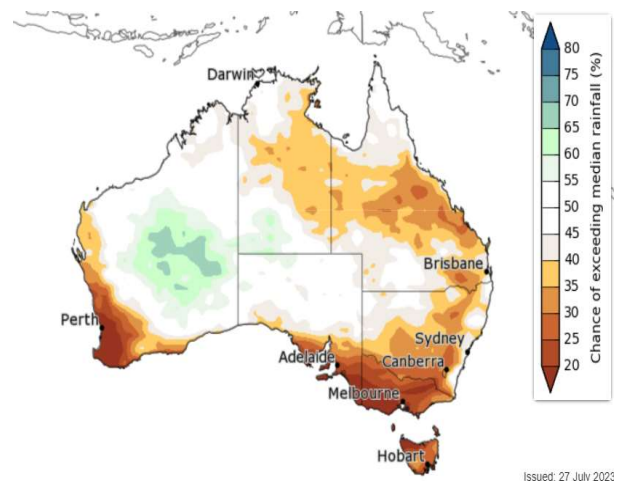 Darwin
Brisbane
Perth
Sydney
Adelaide
Canberra
Melbourne
Hobart
80
75
70
65
60
55
50
45
40
35
30
25
20
Chance of exceeding median rainfall (%)
Issued: 27 July 2023